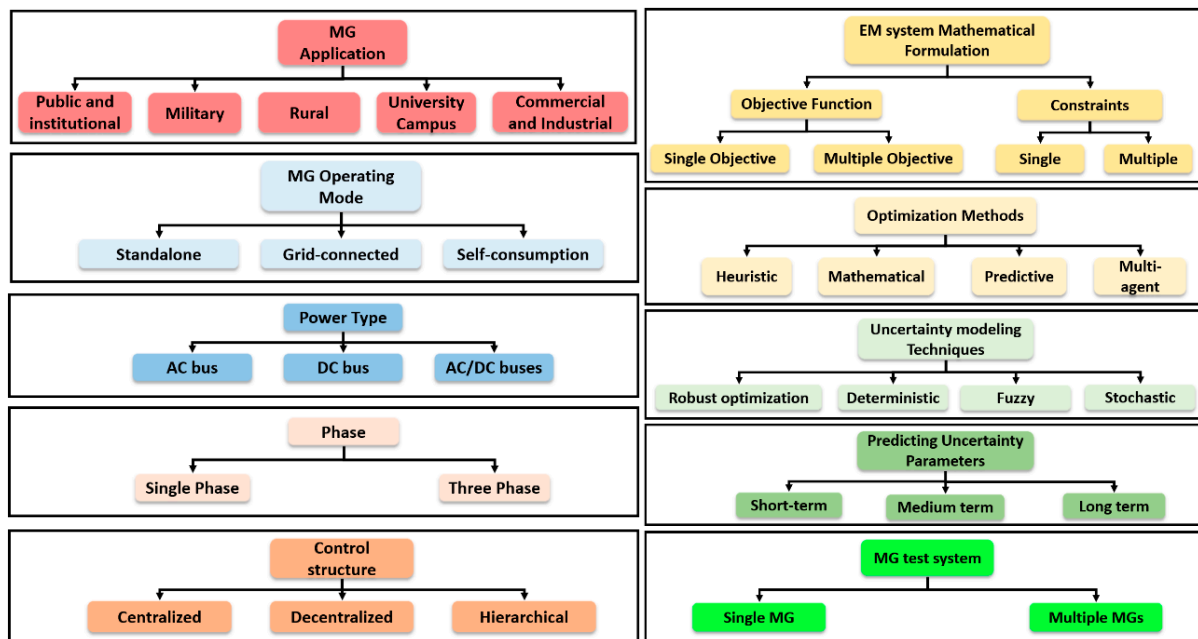 MG
Application
Public and
institutional
Military
Rural
University
Campus
Commercial
and Industrial
MG Operating
Mode
Standalone
Grid-connected
Self-consumption
Power Type
AC bus
DC bus
AC/DC buses
Phase
Single Phase
Three Phase
Control
structure
Centralized
Decentralized
Hierarchical
EM system Mathematical
Formulation
Objective Function
Constraints
Single Objective
Multiple Objective
Single
Multiple
Optimization Methods
Heuristic
Mathematical
Predictive
Multi-
agent
Uncertainty modeling
Techniques
Robust optimization
Deterministic
Fuzzy
Stochastic
Predicting Uncertainty
Parameters
Short-term
Medium term
Long term
MG test system
Single MG
Multiple MGs